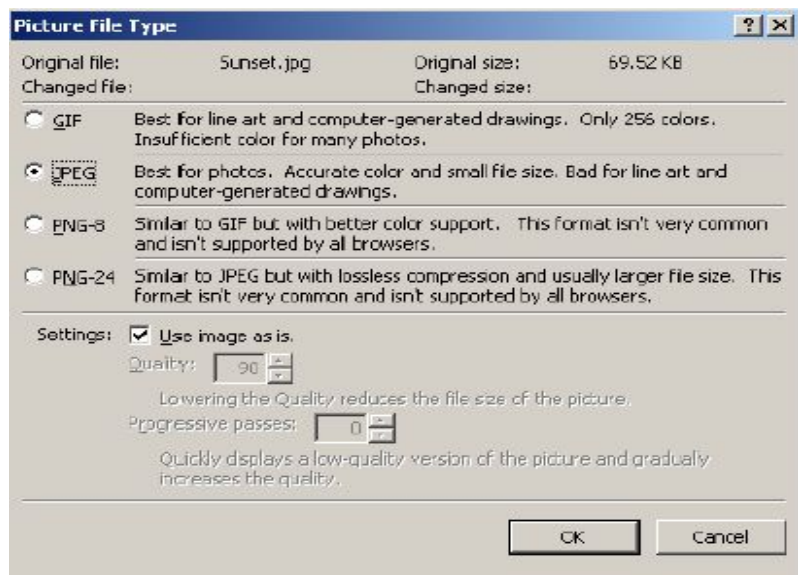 Picture File Type
Original file: Sunset.jpg Original size: 69.52 KB
Changed file: Changed size:
GIF Best for line art and computer-generated drawings. Only 256 colors.
Insufficient color for many photos.
JPEG Best for photos. Accurate color and small file size. Bad for line art and
computer-generated drawings.
PNG-8 Similar to GIF but with better color support. This format isn't very common
and isn't supported by all browsers.
PNG-24 Similar to JPEG but with lossless compression and usually larger file size. This
format isn't very common and isn't supported by all browsers.
Settings: Use image as is.
Quality: 90
Lowering the Quality reduces the file size of the picture.
Progressive passes: 0
Quickly displays a low-quality version of the picture and gradually
increases the quality.
OK Cancel